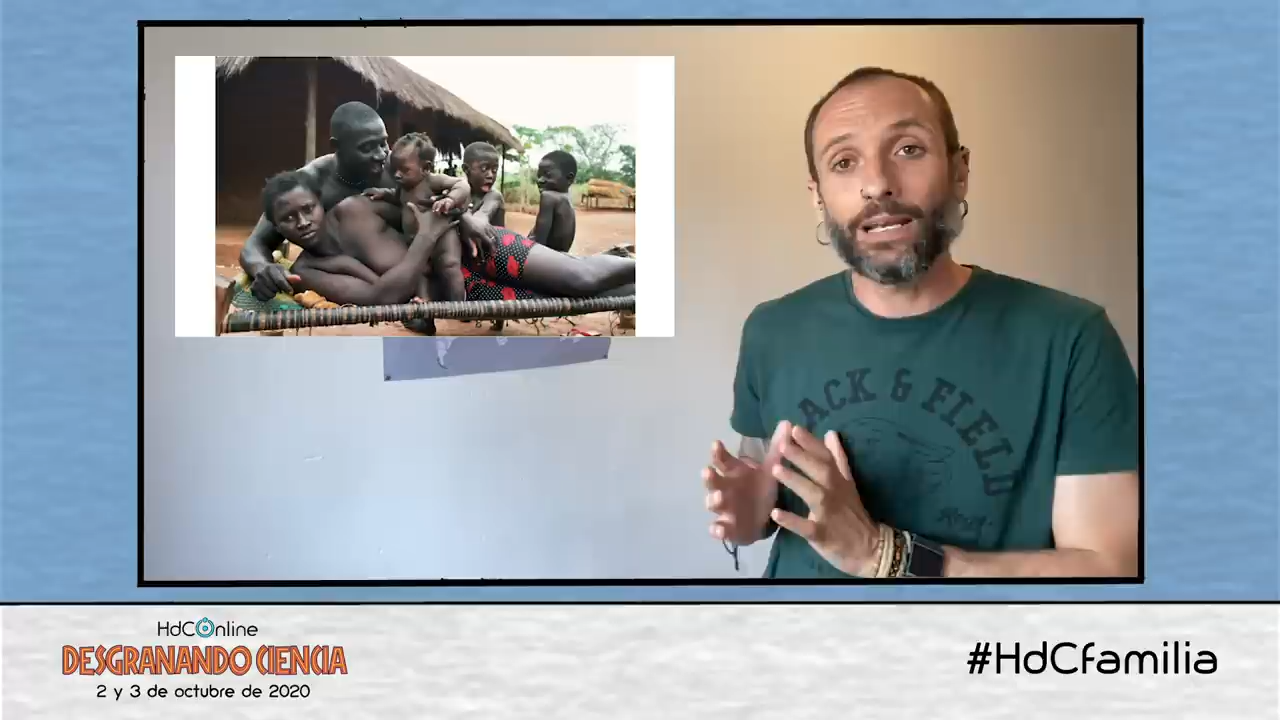 ACK & FIELD
HdCOnline
DESGRANANDO CIENCIA
2 y 3 de octubre de 2020
#HdCfamilia